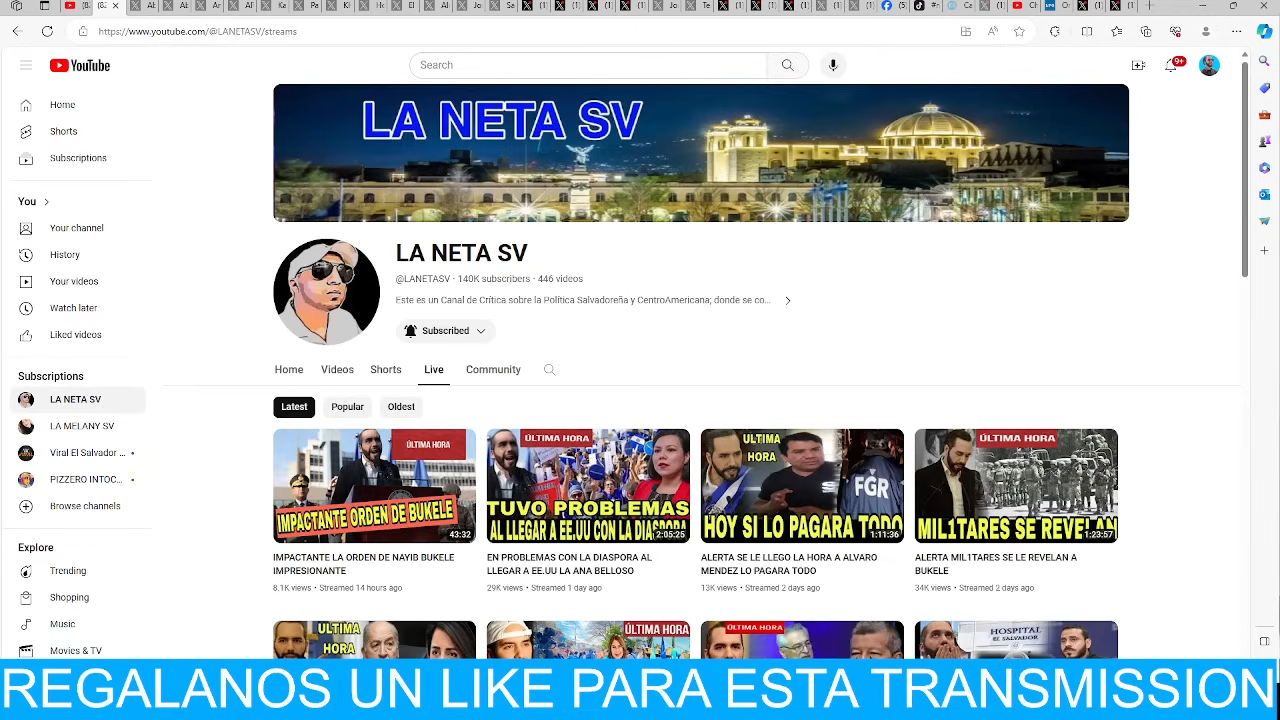 https://www.youtube.com/@LANETASV/streams
YouTube
Search
9+
Home
Shorts
Subscriptions
You
Your channel
History
Your videos
Watch later
Liked videos
Subscriptions
LA NETA SV
LA MELANY SV
Viral El Salvador ...
PIZZERO INTOC...
Browse channels
Explore
Trending
Shopping
Music
Movies & TV
LA NETA SV
LA NETA SV
@LANETASV · 140K subscribers · 446 videos
Este es un Canal de Crítica sobre la Política Salvadoreña y CentroAmericana; donde se co...
Subscribed
Home Videos Shorts Live Community
Latest Popular Oldest
ÚLTIMA HORA
IMPACTANTE ORDEN DE BUKELE
43:32
IMPACTANTE LA ORDEN DE NAYIB BUKELE
IMPRESIONANTE
8.1K views · Streamed 14 hours ago
ÚLTIMA HORA
TUVO PROBLEMAS
AL LLEGAR A EE.UU CON LA DIASPORA
2:05:25
EN PROBLEMAS CON LA DIASPORA AL
LLEGAR A EE.UU LA ANA BELLOSO
29K views · Streamed 1 day ago
ULTIMA
HORA
FGR
HOY SI LO PAGARA TODO
1:11:36
ALERTA SE LE LLEGO LA HORA A ALVARO
MENDEZ LO PAGARA TODO
13K views · Streamed 2 days ago
ÚLTIMA HORA
MIL1TARES SE REVELAN
1:23:57
ALERTA MIL1TARES SE LE REVELAN A
BUKELE
34K views · Streamed 2 days ago
ULTIMA
HORA
ÚLTIMA HORA
ÚLTIMA HORA
HOSPITAL
EL SALVADOR
REGALANOS UN LIKE PARA ESTA TRANSMISSION